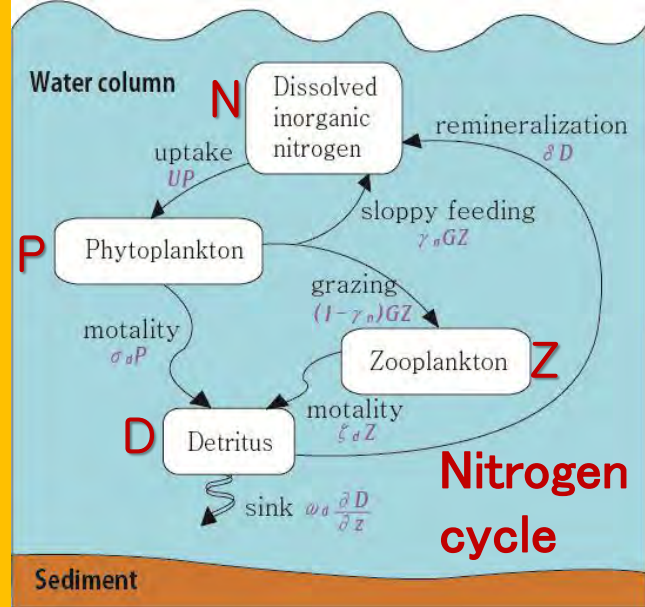 Water column
N
Dissolved
inorganic
nitrogen
remineralization
δD
uptake
UP
sloppy feeding
γnGZ
P
Phytoplankton
grazing
(1-γn)GZ
motality
σdP
Zooplankton
Z
motality
ζdZ
D
Detritus
Nitrogen
cycle
sink ωd ∂D/∂z
Sediment